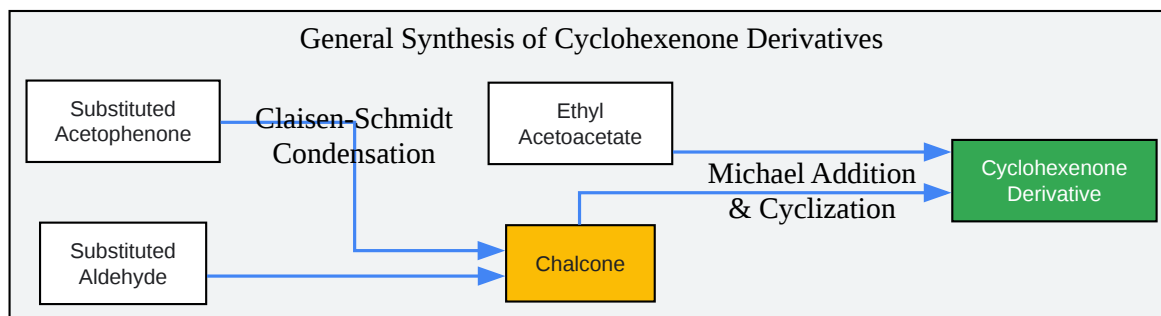 General Synthesis of Cyclohexenone Derivatives
Substituted
Acetophenone
Claisen-Schmidt
Condensation
Ethyl
Acetoacetate
Cyclohexenone
Derivative
Michael Addition
& Cyclization
Substituted
Aldehyde
Chalcone